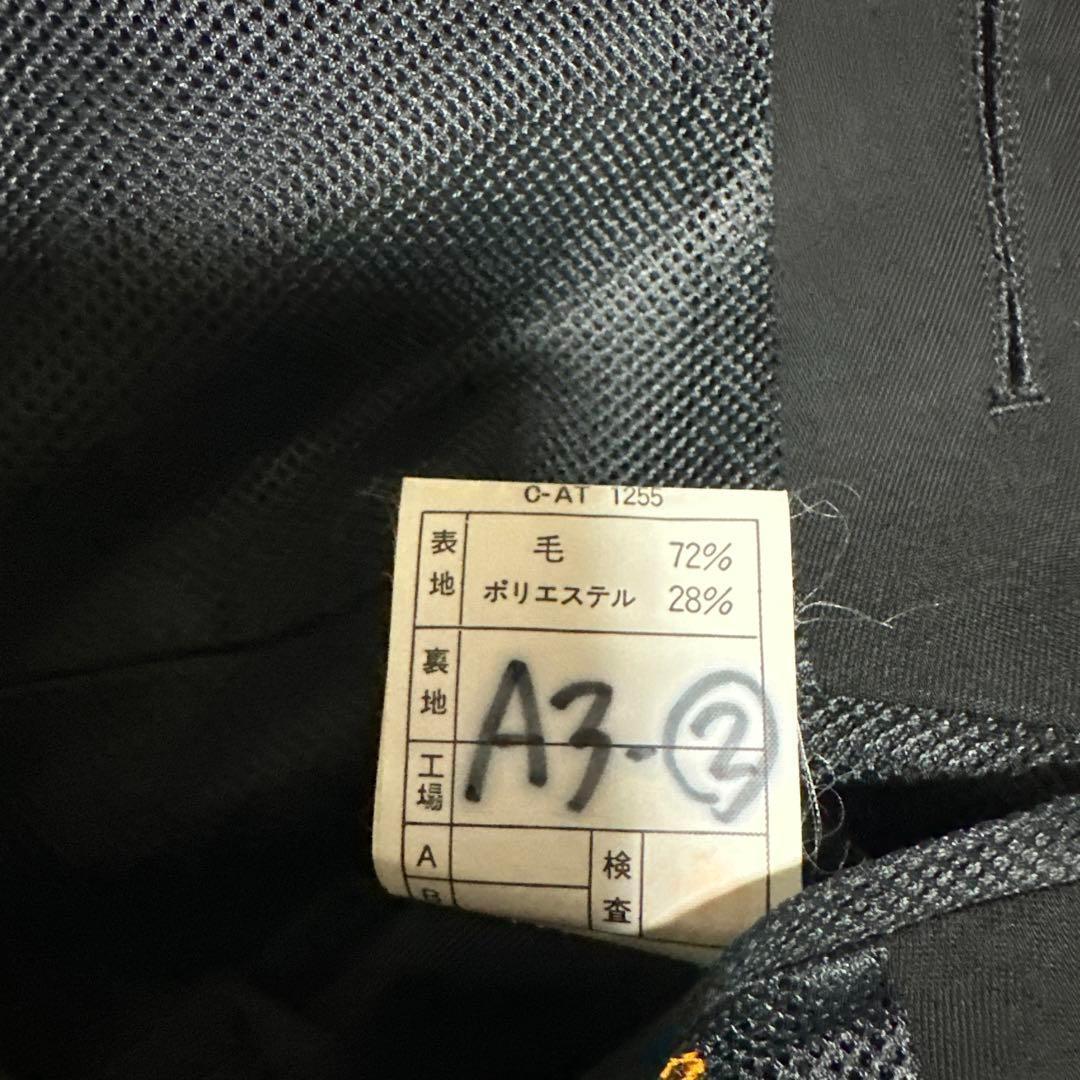 C-AT 1255
表地 毛 72%
ポリエステル 28%
裏地
A3-③
工場
A
B
検査